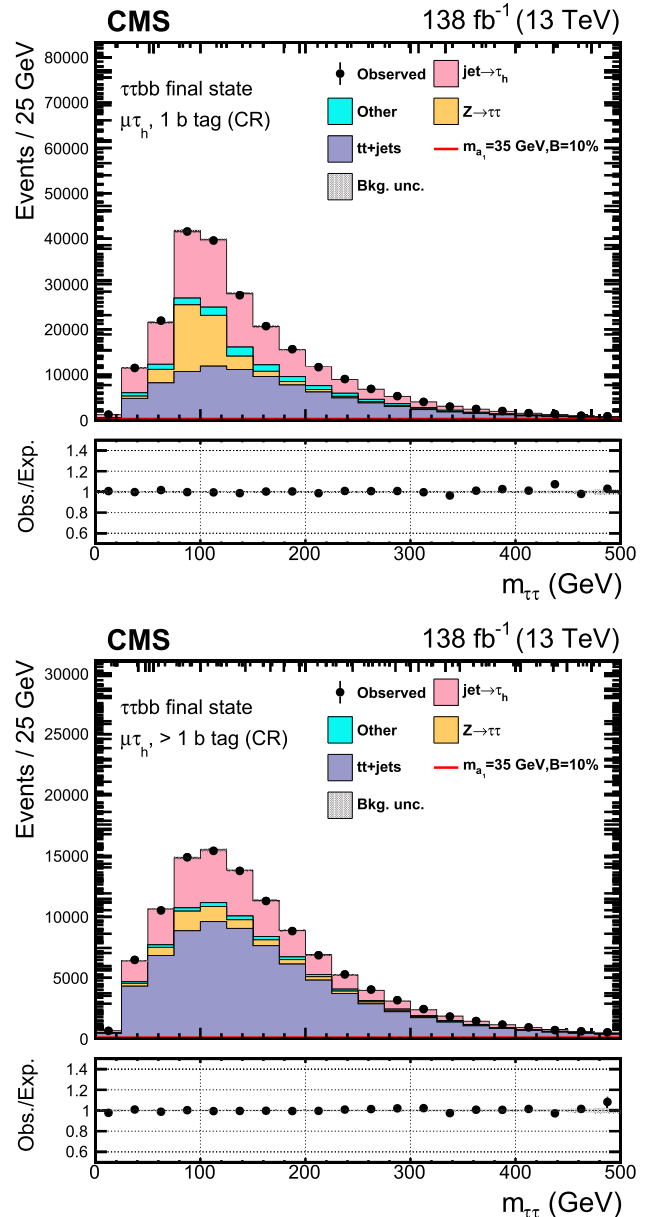 CMS 138 fb⁻¹ (13 TeV)
Events / 25 GeV
80000
70000
60000
50000
40000
30000
20000
10000
0
ττbb final state
μτₕ, 1 b tag (CR)
Observed
jet→τₕ
Other
Z→ττ
tt+jets
mₐ₁=35 GeV,B=10%
Bkg. unc.
Obs./Exp.
1.4
1.2
1
0.8
0.6
0 100 200 300 400 500
m_ττ (GeV)
CMS 138 fb⁻¹ (13 TeV)
Events / 25 GeV
30000
25000
20000
15000
10000
5000
0
ττbb final state
μτₕ, > 1 b tag (CR)
Observed
jet→τₕ
Other
Z→ττ
tt+jets
mₐ₁=35 GeV,B=10%
Bkg. unc.
Obs./Exp.
1.4
1.2
1
0.8
0.6
0 100 200 300 400 500
m_ττ (GeV)